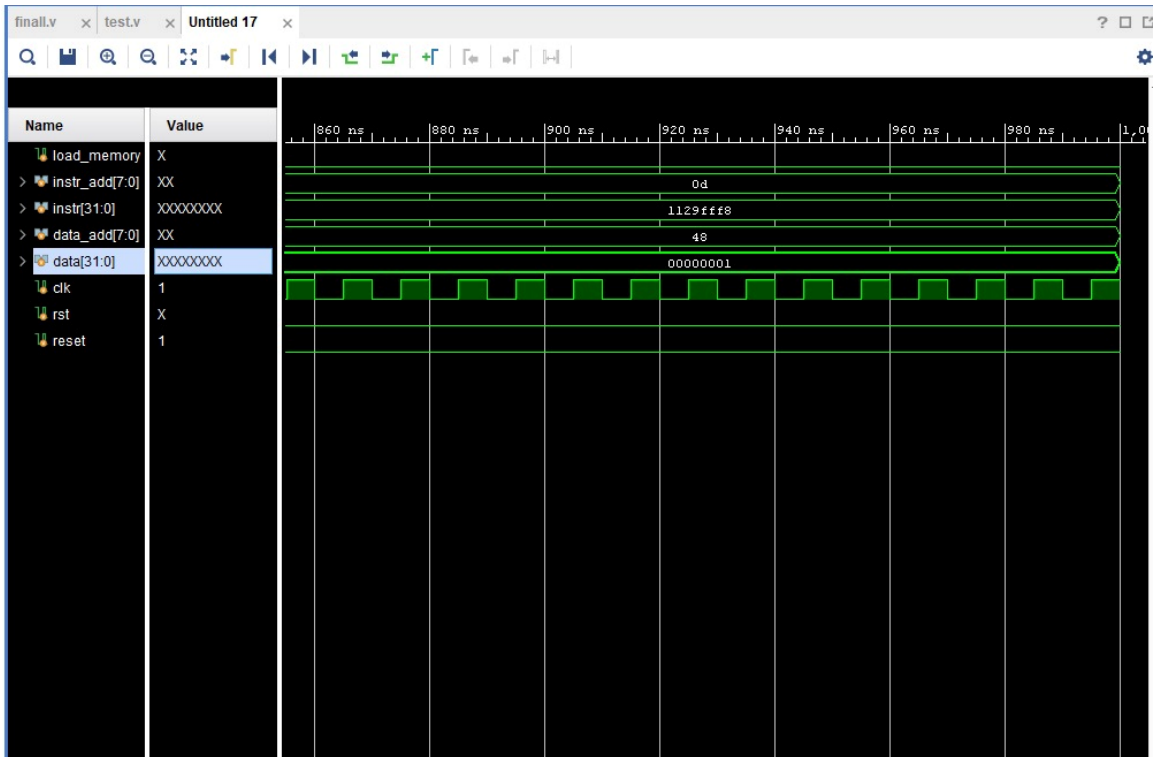 finall.v × test.v × Untitled 17 ×
?
Name Value
860 ns 880 ns 900 ns 920 ns 940 ns 960 ns 980 ns 1,00
load_memory X
> instr_add[7:0] XX 0d
> instr[31:0] XXXXXXXX 1129fff8
> data_add[7:0] XX 48
> data[31:0] XXXXXXXX 00000001
clk 1
rst X
reset 1